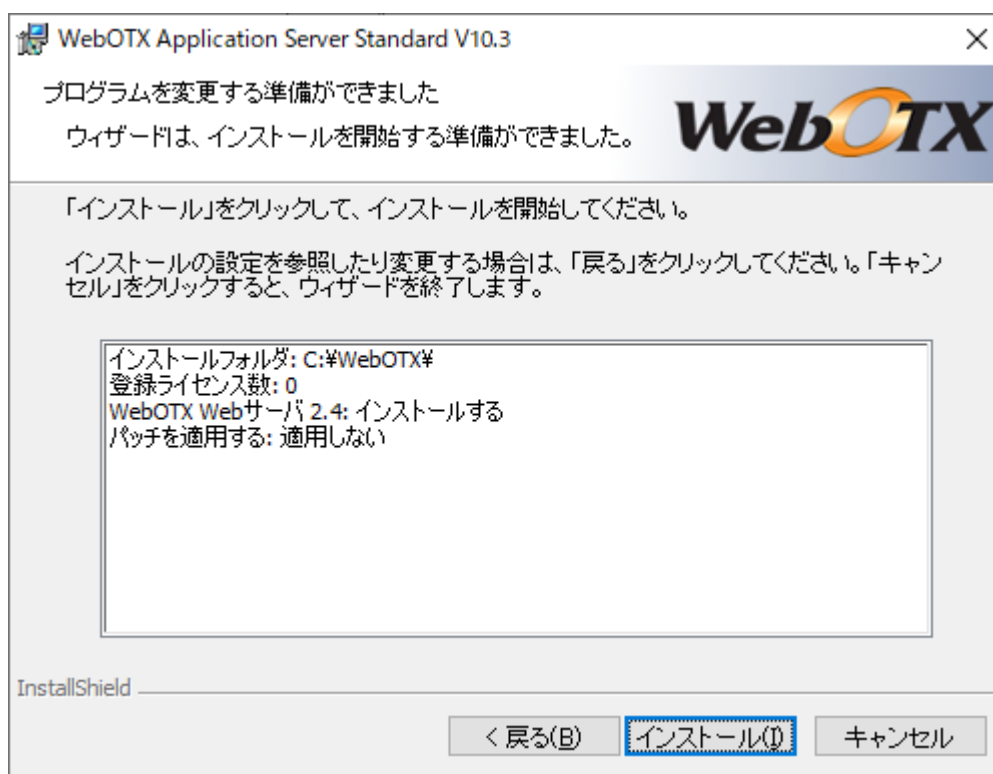 WebOTX Application Server Standard V10.3
プログラムを変更する準備ができました
ウィザードは、インストールを開始する準備ができました。
WebOTX
「インストール」をクリックして、インストールを開始してください。
インストールの設定を参照したり変更する場合は、「戻る」をクリックしてください。「キャン
セル」をクリックすると、ウィザードを終了します。
インストールフォルダ: C:¥WebOTX¥
登録ライセンス数: 0
WebOTX Webサーバ 2.4: インストールする
パッチを適用する: 適用しない
InstallShield
< 戻る(B)
インストール(I)
キャンセル